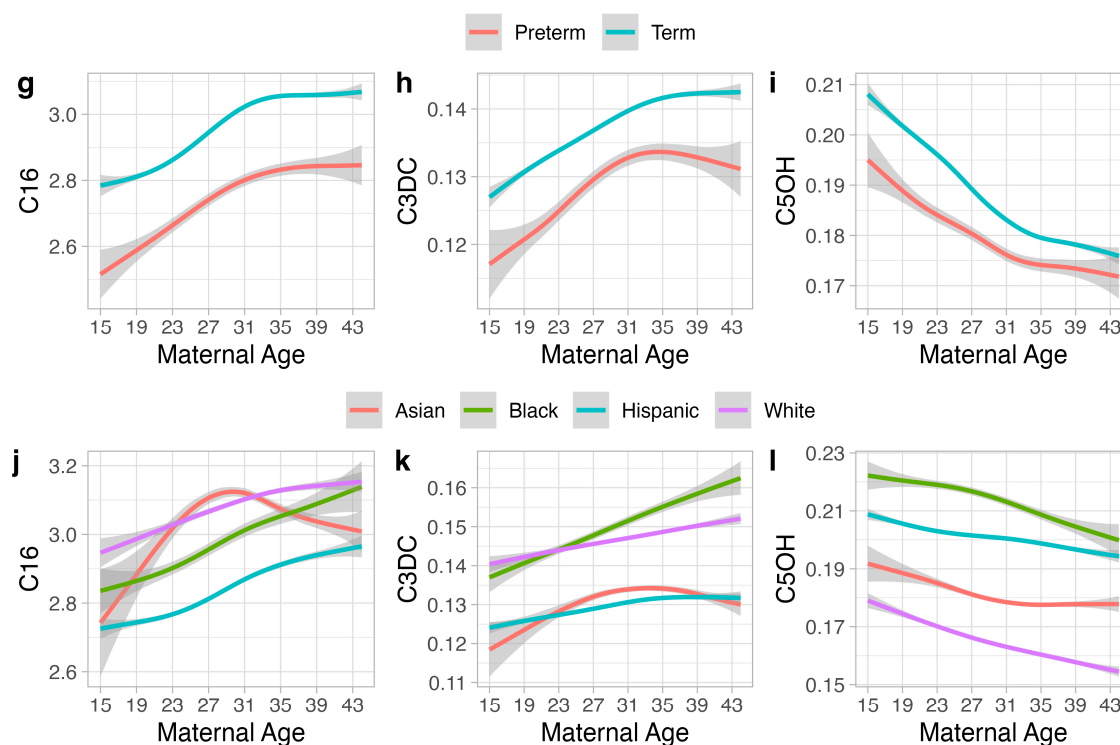 Preterm Term
g h i
C16
3.0
2.8
2.6
15 19 23 27 31 35 39 43
Maternal Age
C3DC
0.14
0.13
0.12
15 19 23 27 31 35 39 43
Maternal Age
C5OH
0.21
0.20
0.19
0.18
0.17
15 19 23 27 31 35 39 43
Maternal Age
Asian Black Hispanic White
j k l
C16
3.2
3.0
2.8
2.6
15 19 23 27 31 35 39 43
Maternal Age
C3DC
0.16
0.15
0.14
0.13
0.12
0.11
15 19 23 27 31 35 39 43
Maternal Age
C5OH
0.23
0.21
0.19
0.17
0.15
15 19 23 27 31 35 39 43
Maternal Age